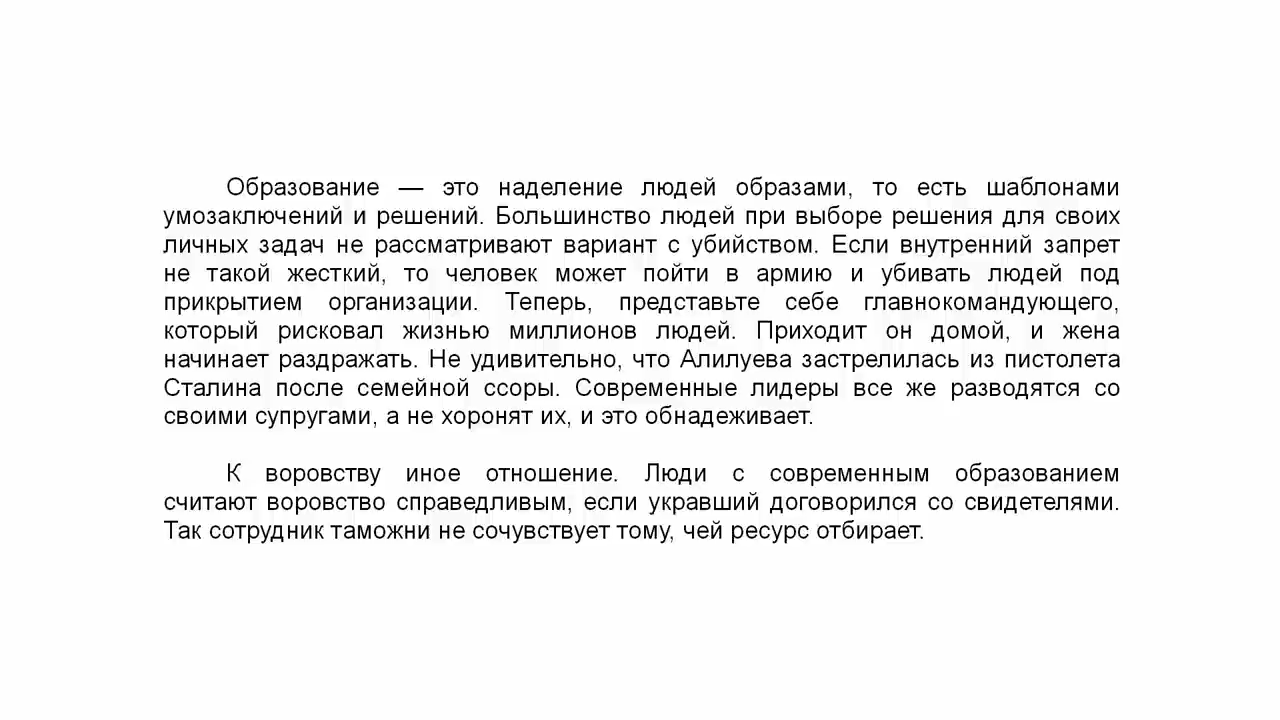 Образование — это наделение людей образами, то есть шаблонами
умозаключений и решений. Большинство людей при выборе решения для своих
личных задач не рассматривают вариант с убийством. Если внутренний запрет
не такой жесткий, то человек может пойти в армию и убивать людей под
прикрытием организации. Теперь, представьте себе главнокомандующего,
который рисковал жизнью миллионов людей. Приходит он домой, и жена
начинает раздражать. Не удивительно, что Алилуева застрелилась из пистолета
Сталина после семейной ссоры. Современные лидеры все же разводятся со
своими супругами, а не хоронят их, и это обнадеживает.
К воровству иное отношение. Люди с современным образованием
считают воровство справедливым, если укравший договорился со свидетелями.
Так сотрудник таможни не сочувствует тому, чей ресурс отбирает.